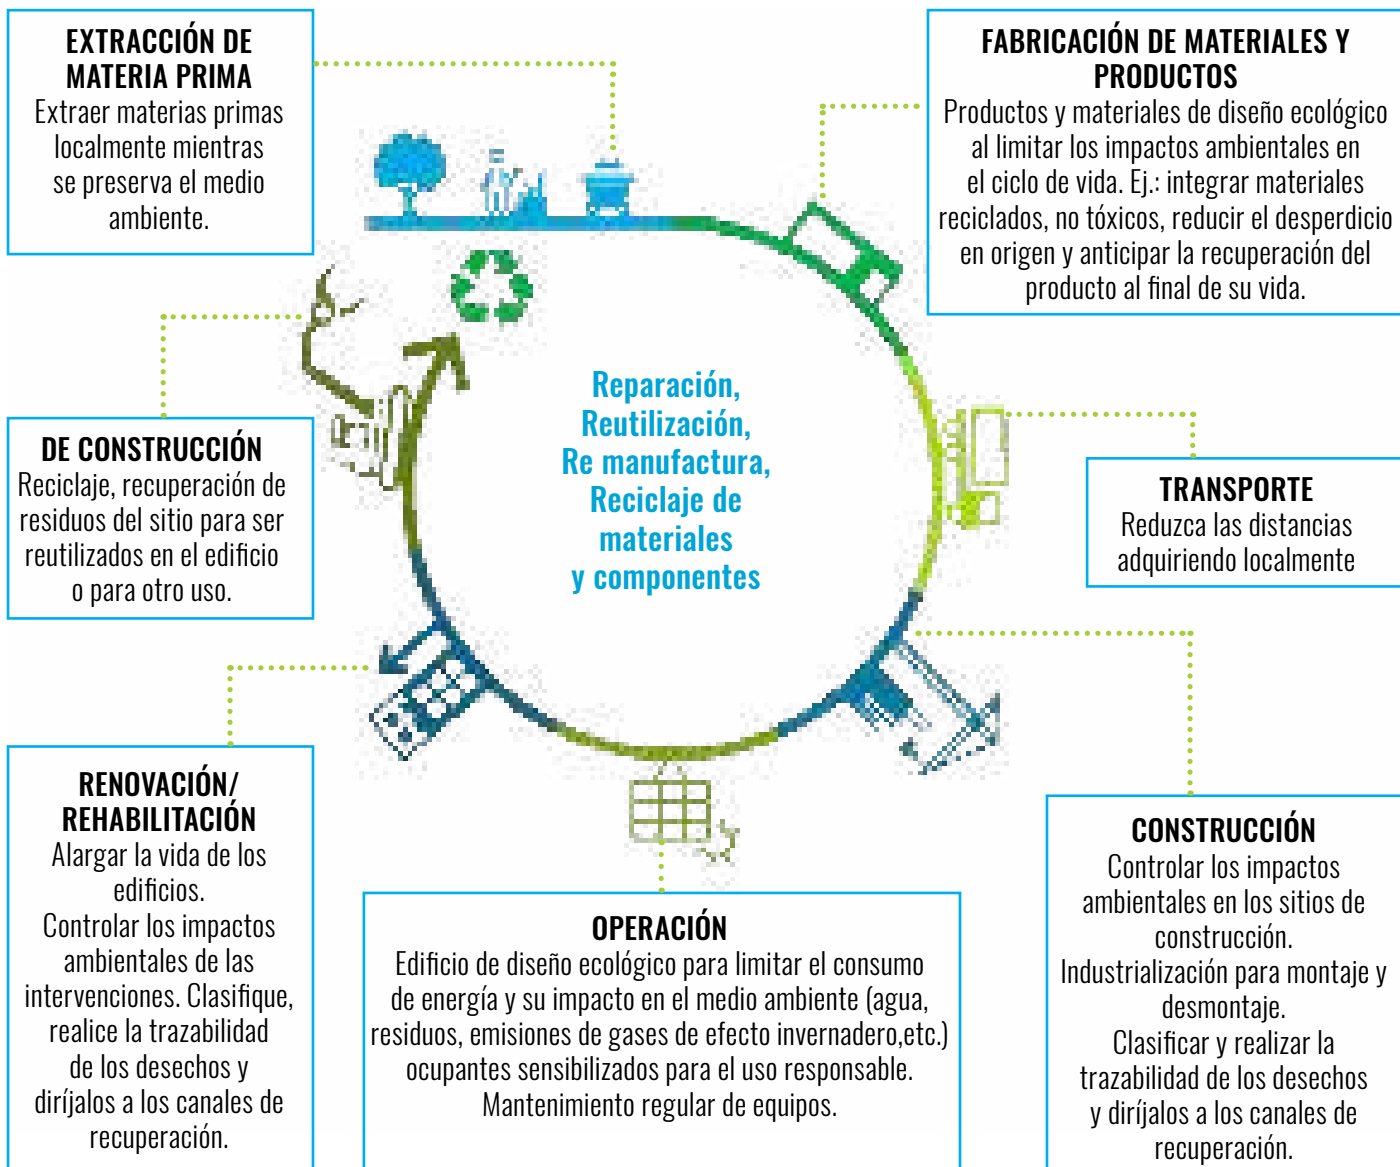 EXTRACCIÓN DE
MATERIA PRIMA
Extraer materias primas
localmente mientras
se preserva el medio
ambiente.
FABRICACIÓN DE MATERIALES Y
PRODUCTOS
Productos y materiales de diseño ecológico
al limitar los impactos ambientales en
el ciclo de vida. Ej.: integrar materiales
reciclados, no tóxicos, reducir el desperdicio
en origen y anticipar la recuperación del
producto al final de su vida.
TRANSPORTE
Reduzca las distancias
adquiriendo localmente
CONSTRUCCIÓN
Controlar los impactos
ambientales en los sitios de
construcción.
Industrialización para montaje y
desmontaje.
Clasificar y realizar la
trazabilidad de los desechos
y diríjalos a los canales de
recuperación.
OPERACIÓN
Edificio de diseño ecológico para limitar el consumo
de energía y su impacto en el medio ambiente (agua,
residuos, emisiones de gases de efecto invernadero,etc.)
ocupantes sensibilizados para el uso responsable.
Mantenimiento regular de equipos.
RENOVACIÓN/
REHABILITACIÓN
Alargar la vida de los
edificios.
Controlar los impactos
ambientales de las
intervenciones. Clasifique,
realice la trazabilidad
de los desechos y
diríjalos a los canales de
recuperación.
DE CONSTRUCCIÓN
Reciclaje, recuperación de
residuos del sitio para ser
reutilizados en el edificio
o para otro uso.
Reparación,
Reutilización,
Re manufactura,
Reciclaje de
materiales
y componentes